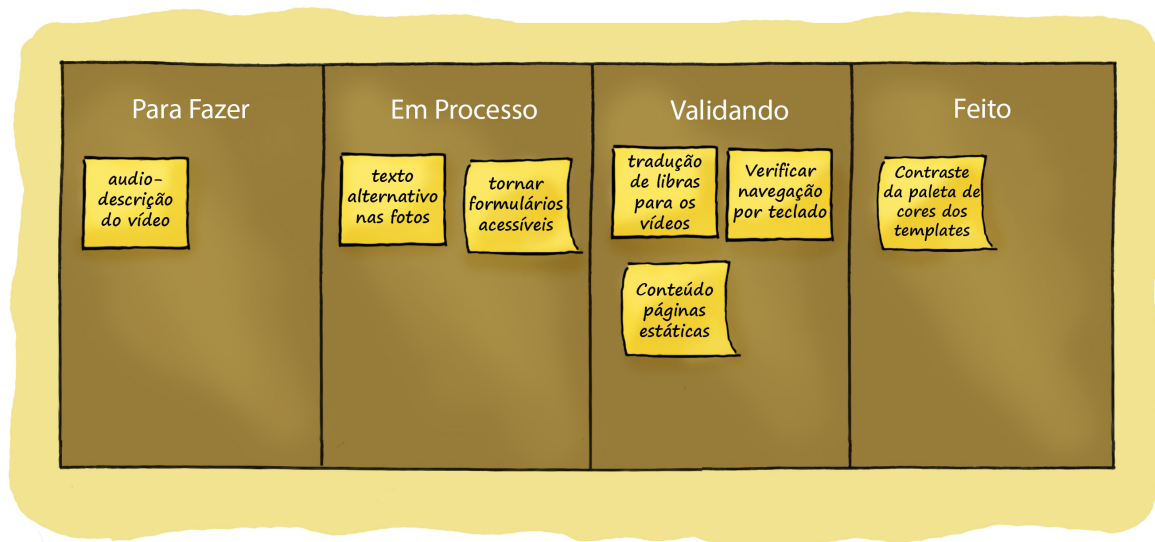 Para Fazer
audio-
descrição
do vídeo
Em Processo
texto
alternativo
nas fotos
tornar
formulários
acessíveis
Validando
tradução
de libras
para os
vídeos
Verificar
navegação
por teclado
Conteúdo
páginas
estáticas
Feito
Contraste
da paleta de
cores dos
templates